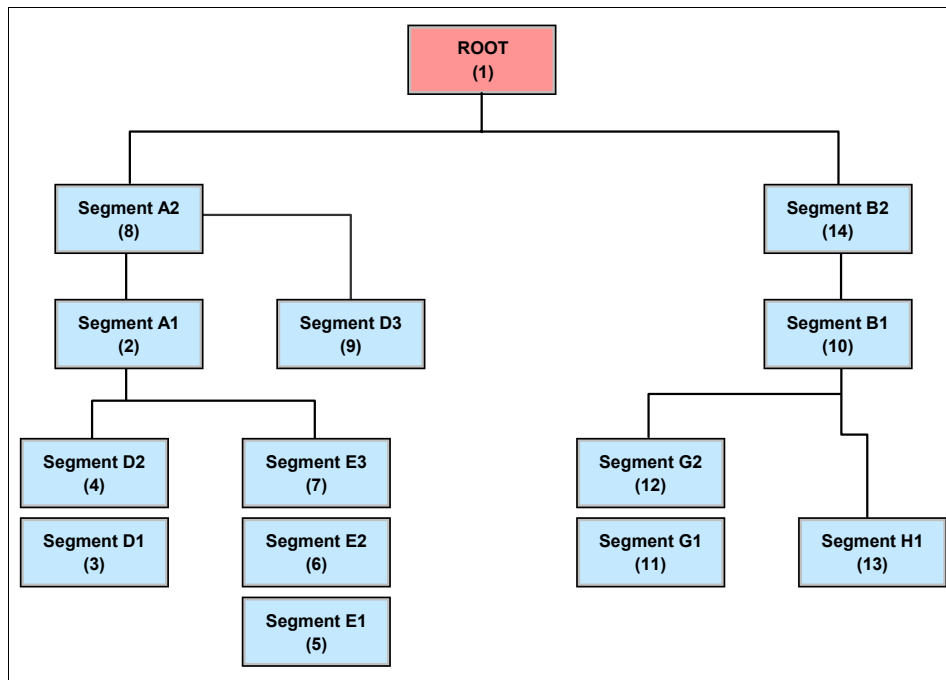 ROOT
(1)
Segment A2
(8)
Segment B2
(14)
Segment A1
(2)
Segment D3
(9)
Segment B1
(10)
Segment D2
(4)
Segment E3
(7)
Segment G2
(12)
Segment D1
(3)
Segment E2
(6)
Segment G1
(11)
Segment H1
(13)
Segment E1
(5)